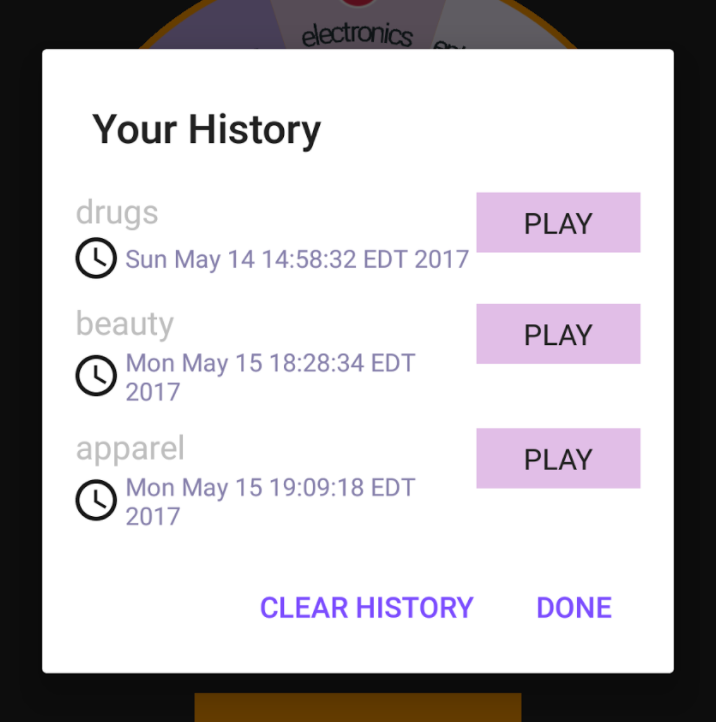 electronics
Your History
drugs
PLAY
Sun May 14 14:58:32 EDT 2017
beauty
PLAY
Mon May 15 18:28:34 EDT
2017
apparel
PLAY
Mon May 15 19:09:18 EDT
2017
CLEAR HISTORY
DONE